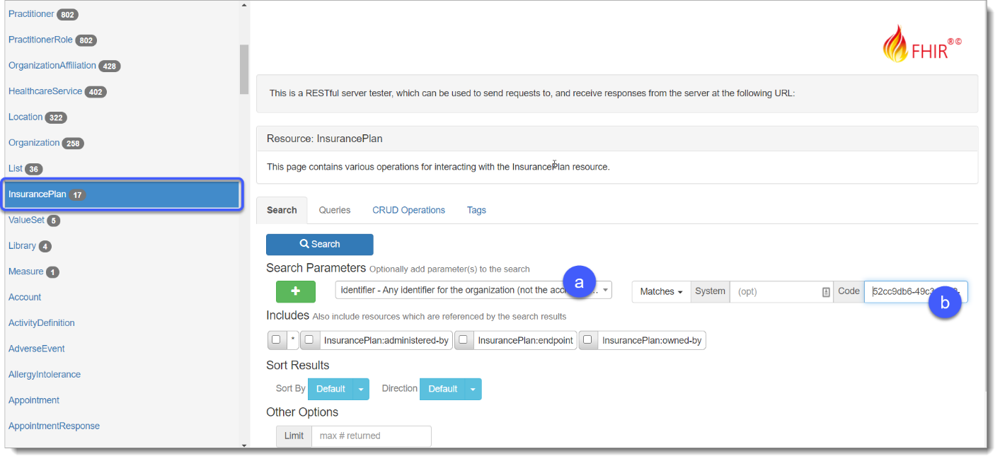 Practitioner 802
PractitionerRole 802
OrganizationAffiliation 428
HealthcareService 402
Location 322
Organization 258
List 36
InsurancePlan 17
ValueSet 5
Library 4
Measure 1
Account
ActivityDefinition
AdverseEvent
AllergyIntolerance
Appointment
AppointmentResponse
FHIR®©
This is a RESTful server tester, which can be used to send requests to, and receive responses from the server at the following URL:
Resource: InsurancePlan
This page contains various operations for interacting with the InsurancePlan resource.
Search Queries CRUD Operations Tags
Search
Search Parameters Optionally add parameter(s) to the search
+ identifier - Any identifier for the organization (not the a a Matches System (opt) Code 52cc9db6-49c3 b
Includes Also include resources which are referenced by the search results
* InsurancePlan:administered-by InsurancePlan:endpoint InsurancePlan:owned-by
Sort Results
Sort By Default Direction Default
Other Options
Limit max # returned